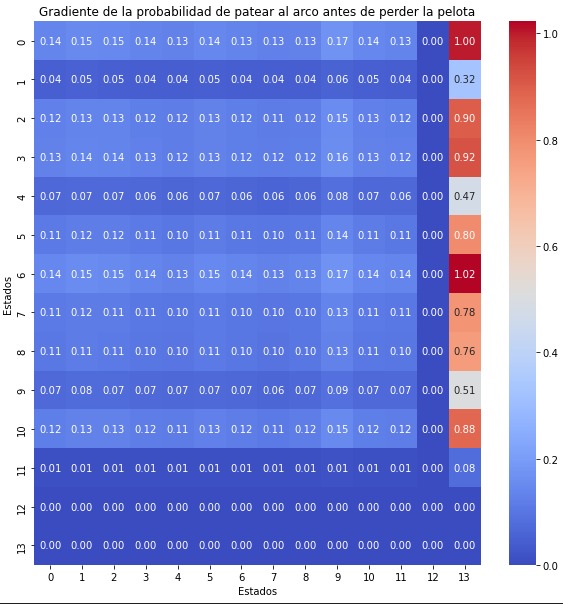 Gradiente de la probabilidad de patear al arco antes de perder la pelota
0 0.14 0.15 0.15 0.14 0.13 0.14 0.13 0.13 0.13 0.17 0.14 0.13 0.00 1.00
1 0.04 0.05 0.05 0.04 0.04 0.05 0.04 0.04 0.04 0.06 0.05 0.04 0.00 0.32
2 0.12 0.13 0.13 0.12 0.12 0.13 0.12 0.11 0.12 0.15 0.13 0.12 0.00 0.90
3 0.13 0.14 0.14 0.13 0.12 0.13 0.12 0.12 0.12 0.16 0.13 0.12 0.00 0.92
4 0.07 0.07 0.07 0.06 0.06 0.07 0.06 0.06 0.06 0.08 0.07 0.06 0.00 0.47
5 0.11 0.12 0.12 0.11 0.10 0.11 0.11 0.10 0.11 0.14 0.11 0.11 0.00 0.80
6 0.14 0.15 0.15 0.14 0.13 0.15 0.14 0.13 0.13 0.17 0.14 0.14 0.00 1.02
7 0.11 0.12 0.11 0.11 0.10 0.11 0.10 0.10 0.10 0.13 0.11 0.11 0.00 0.78
8 0.11 0.11 0.11 0.10 0.10 0.11 0.10 0.10 0.10 0.13 0.11 0.10 0.00 0.76
9 0.07 0.08 0.07 0.07 0.07 0.07 0.07 0.06 0.07 0.09 0.07 0.07 0.00 0.51
10 0.12 0.13 0.13 0.12 0.11 0.13 0.12 0.11 0.12 0.15 0.12 0.12 0.00 0.88
11 0.01 0.01 0.01 0.01 0.01 0.01 0.01 0.01 0.01 0.01 0.01 0.01 0.00 0.08
12 0.00 0.00 0.00 0.00 0.00 0.00 0.00 0.00 0.00 0.00 0.00 0.00 0.00 0.00
13 0.00 0.00 0.00 0.00 0.00 0.00 0.00 0.00 0.00 0.00 0.00 0.00 0.00 0.00
0 1 2 3 4 5 6 7 8 9 10 11 12 13
Estados
Estados
1.0
0.8
0.6
0.4
0.2
0.0